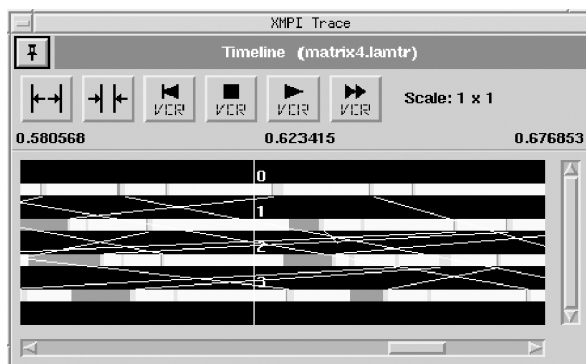 XMPI Trace
Timeline (matrix4.lamtr)
VCR VCR VCR VCR Scale: 1 x 1
0.580568 0.623415 0.676853
0
1
2
3